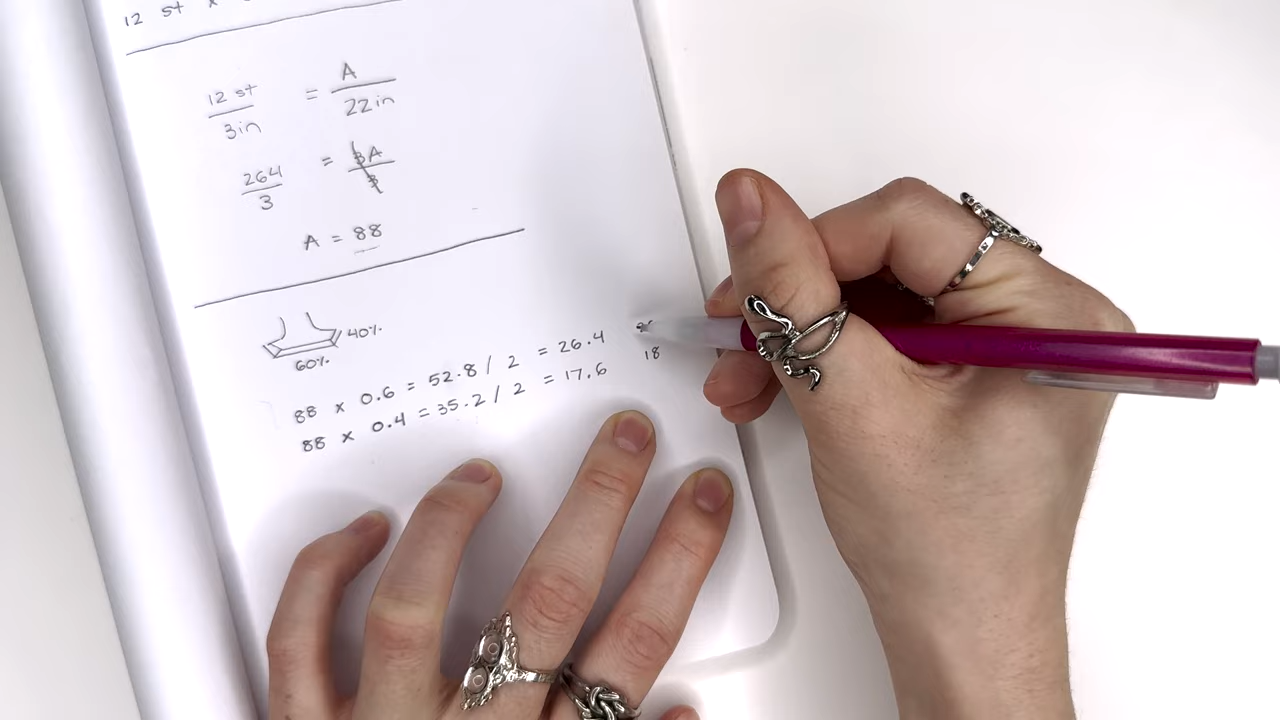 12 st x
12 st / 3in = A / 22in
264 / 3 = 3A / 3
A = 88
40%
60%
88 x 0.6 = 52.8 / 2 = 26.4
88 x 0.4 = 35.2 / 2 = 17.6 18